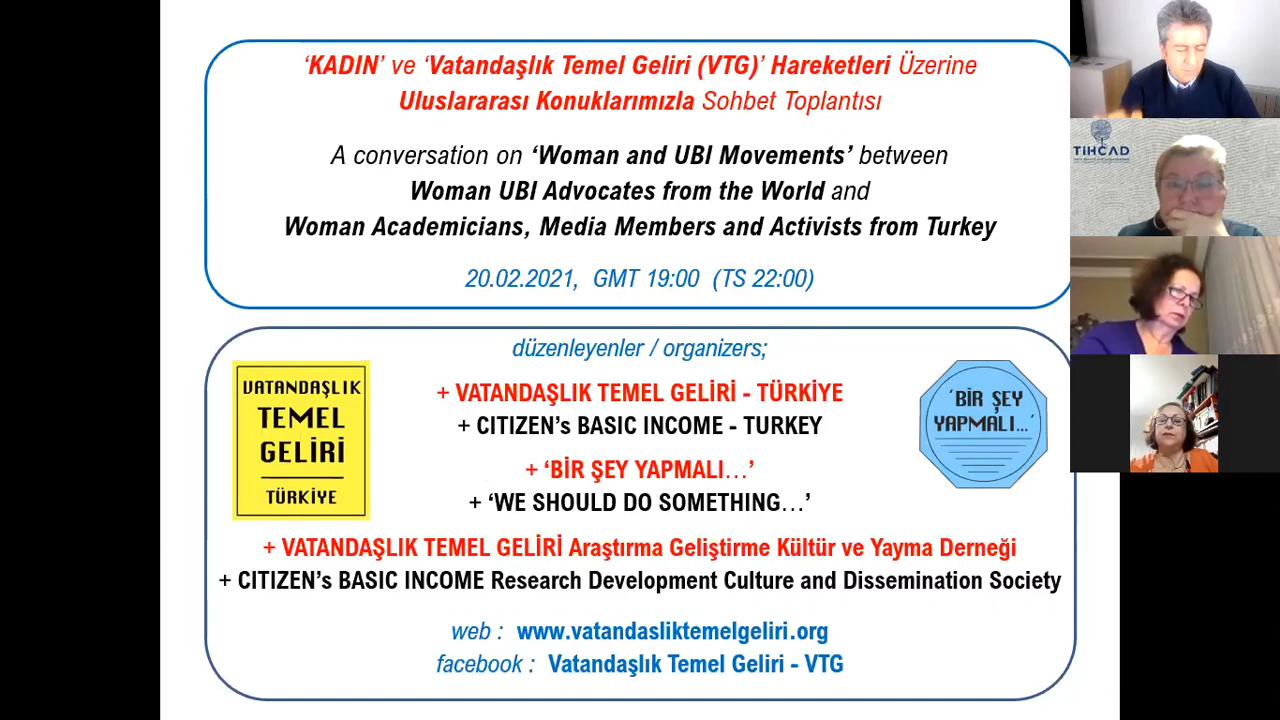 ‘KADIN’ ve ‘Vatandaşlık Temel Geliri (VTG)’ Hareketleri Üzerine
Uluslararası Konuklarımızla Sohbet Toplantısı
A conversation on ‘Woman and UBI Movements’ between
Woman UBI Advocates from the World and
Woman Academicians, Media Members and Activists from Turkey
20.02.2021, GMT 19:00 (TS 22:00)
düzenleyenler / organizers;
VATANDAŞLIK
TEMEL
GELİRİ
TÜRKİYE
+ VATANDAŞLIK TEMEL GELİRİ - TÜRKİYE
+ CITIZEN’s BASIC INCOME - TURKEY
+ ‘BİR ŞEY YAPMALI…’
+ ‘WE SHOULD DO SOMETHING…’
‘BİR ŞEY
YAPMALI...’
+ VATANDAŞLIK TEMEL GELİRİ Araştırma Geliştirme Kültür ve Yayma Derneği
+ CITIZEN’s BASIC INCOME Research Development Culture and Dissemination Society
web : www.vatandasliktemelgeliri.org
facebook : Vatandaşlık Temel Geliri - VTG
TİHCAD